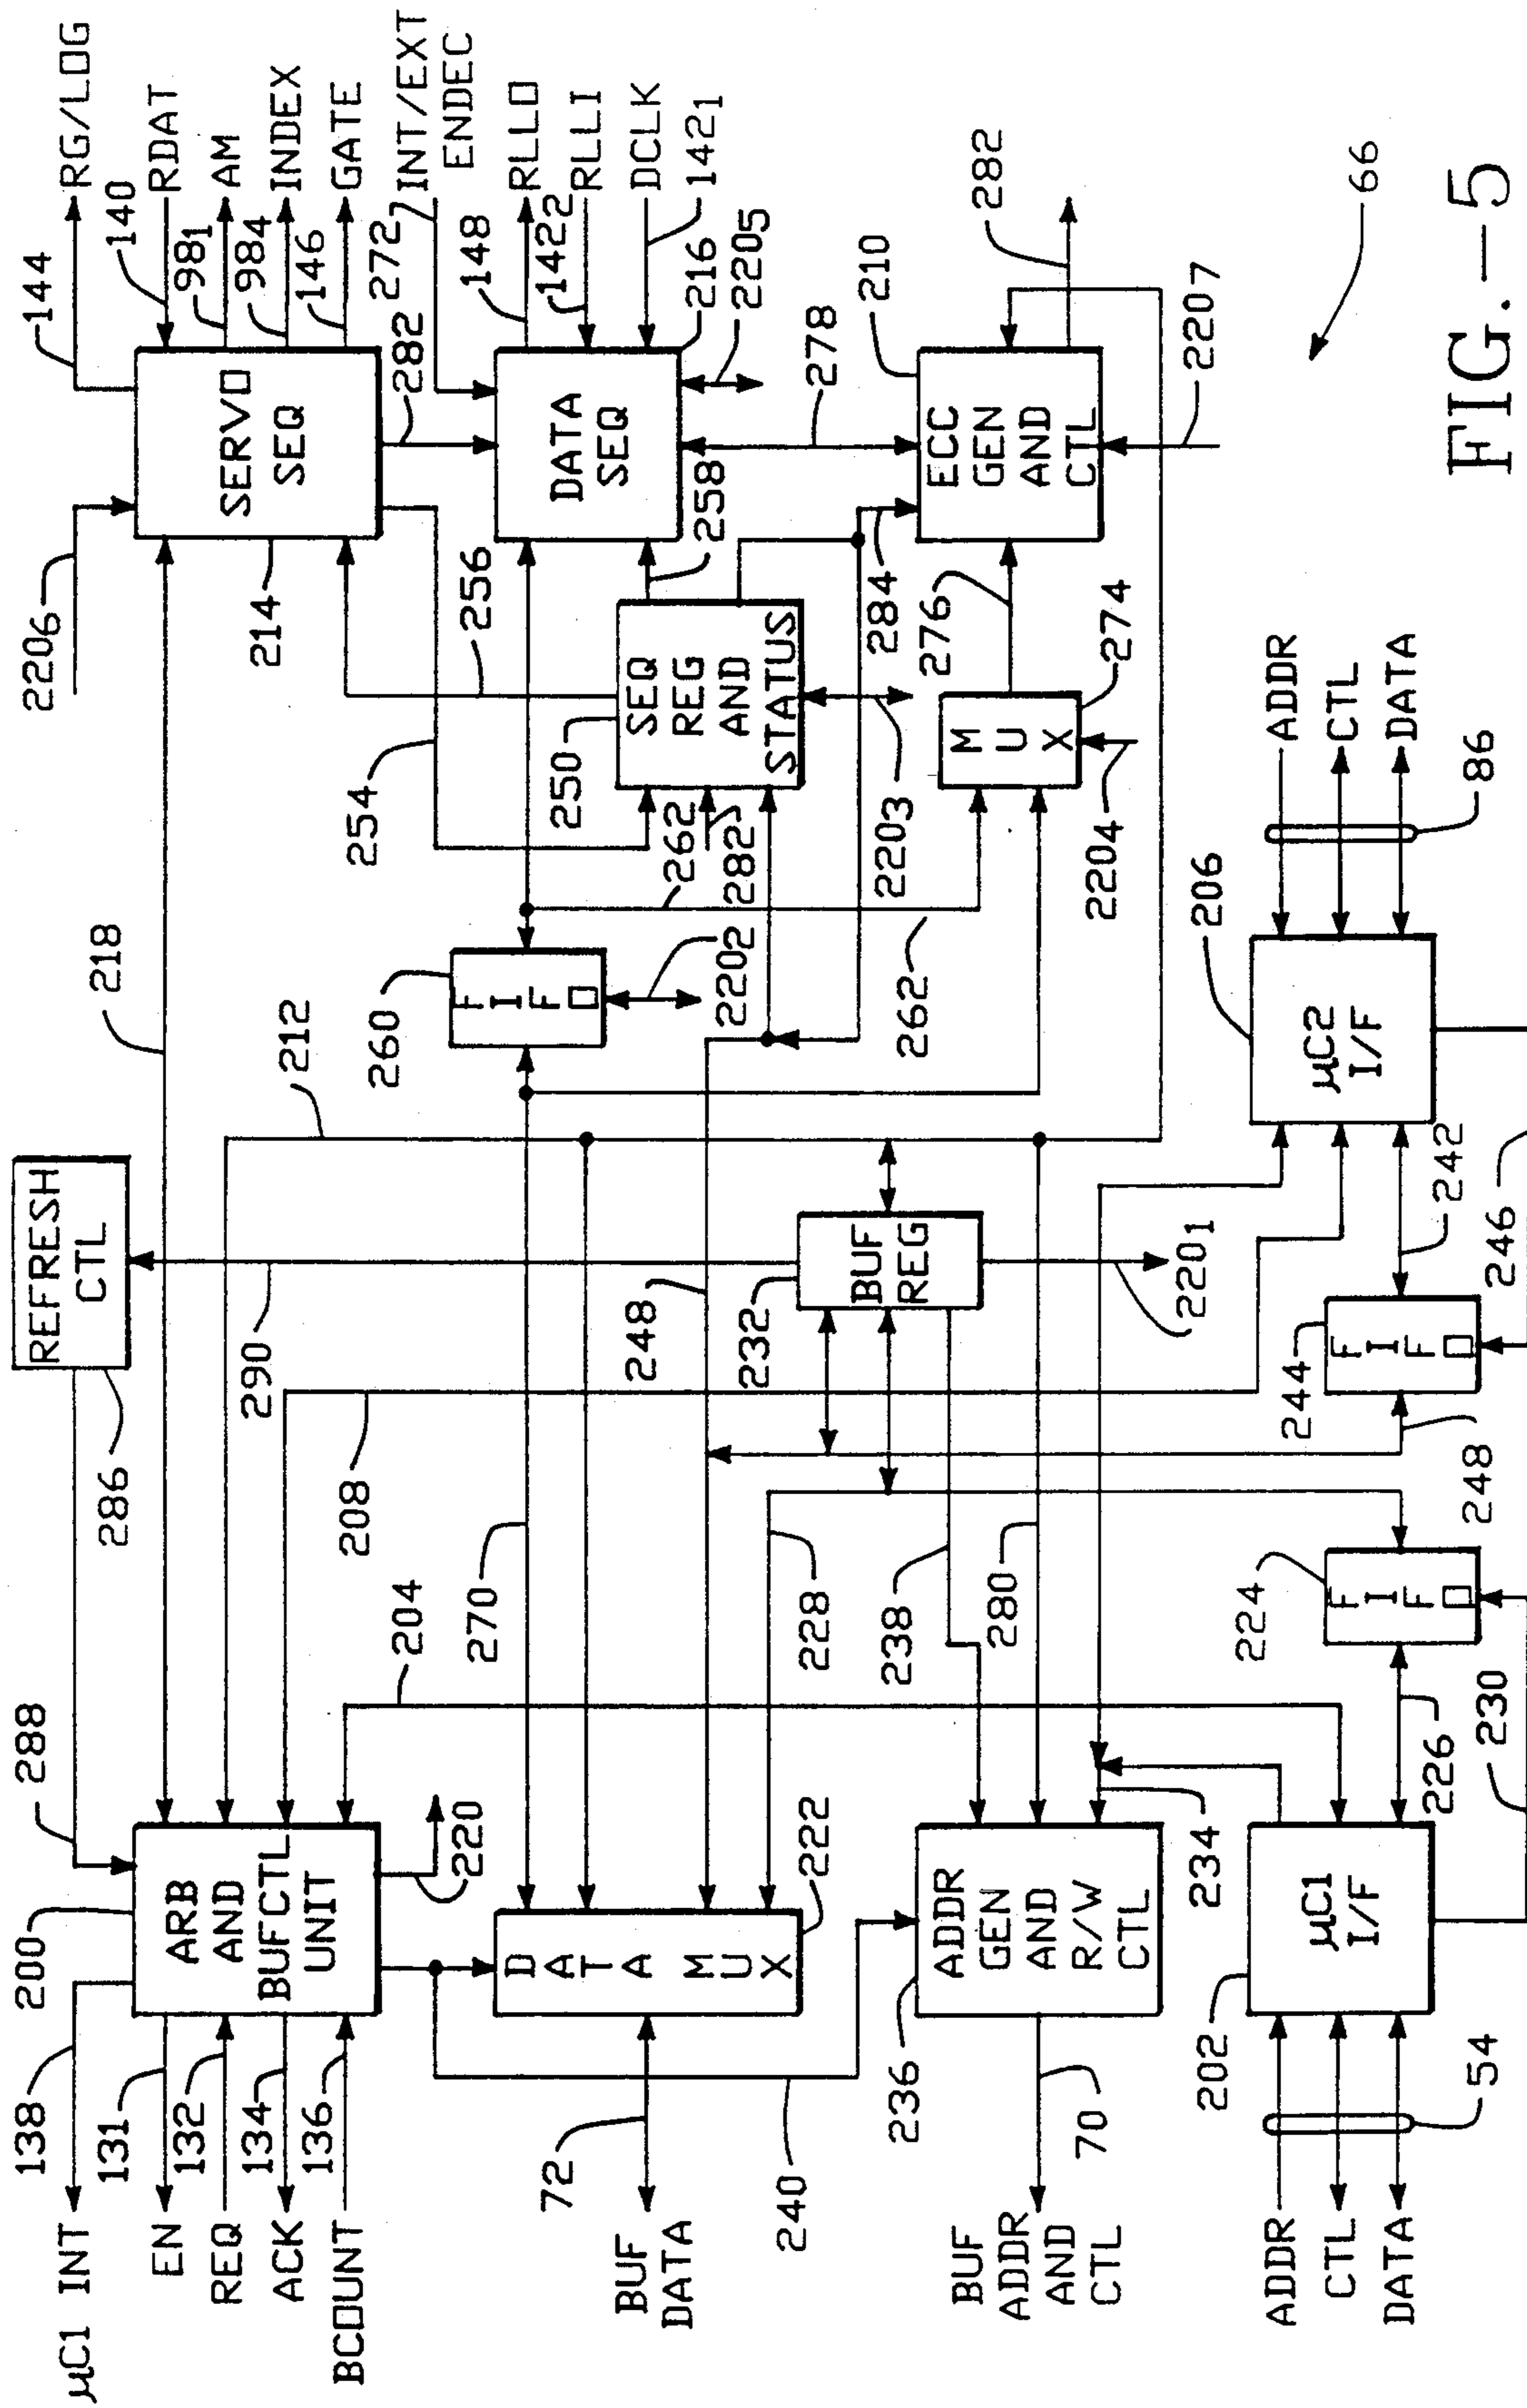 µC1 INT
138
EN
131
REQ
132
ACK
134
BCOUNT
136
200
ARB
AND
BUFCTL
UNIT
288
220
286
REFRESH
CTL
290
218
212
208
204
220₆
214
SERVO
SEQ
144
RG/LDG
140
RDAT
98₁
AM
98₄
INDEX
146
GATE
272
INT/EXT
ENDEC
282
BUF
DATA
72
240
DATA
MUX
222
270
248
228
260
FIFO
220₂
262
254
256
250
SEQ
REG
AND
STATUS
262
282
220₃
258
284
DATA
SEQ
148
RLLO
142₂
RLLI
DCLK
142₁
216
220₅
278
BUF
ADDR
AND
CTL
70
236
ADDR
GEN
AND
R/W
CTL
234
238
280
232
BUF
REG
220₁
MUX
274
276
220₄
ECC
GEN
AND
CTL
210
282
220₇
ADDR
CTL
DATA
54
202
µC1
I/F
226
230
224
FIFO
248
244
FIFO
242
246
206
µC2
I/F
ADDR
CTL
DATA
86
66
FIG.-5